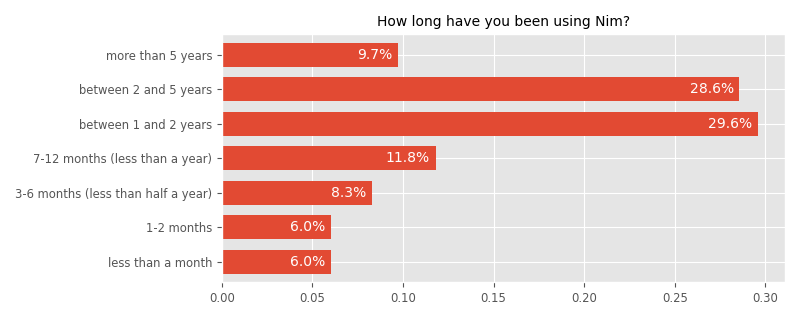 How long have you been using Nim?
more than 5 years 9.7%
between 2 and 5 years 28.6%
between 1 and 2 years 29.6%
7-12 months (less than a year) 11.8%
3-6 months (less than half a year) 8.3%
1-2 months 6.0%
less than a month 6.0%
0.00 0.05 0.10 0.15 0.20 0.25 0.30